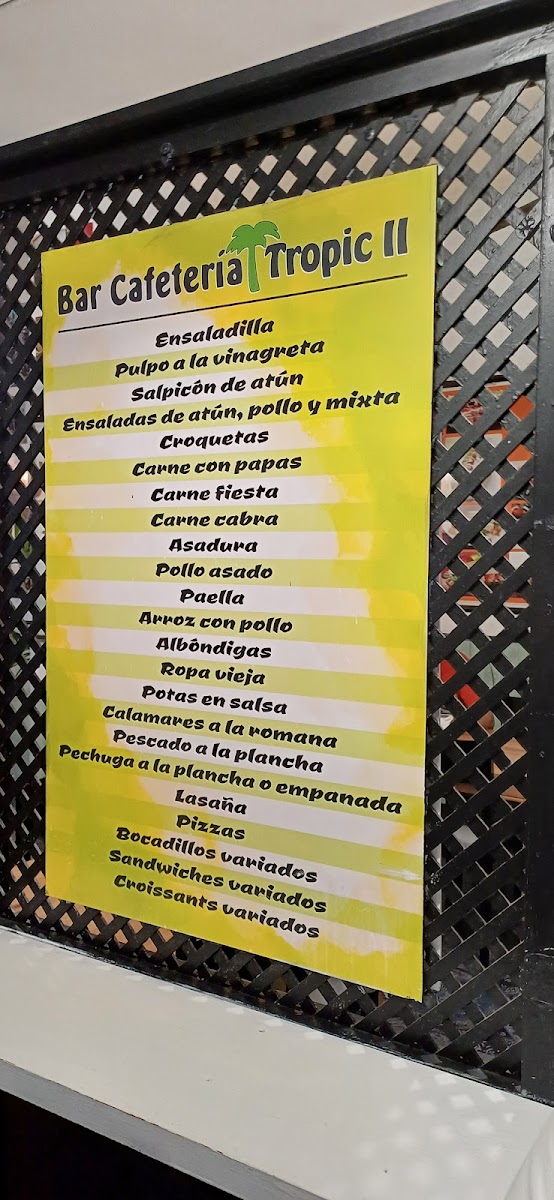 Bar Cafetería Tropic II
Ensaladilla
Pulpo a la vinagreta
Salpicón de atún
Ensaladas de atún, pollo y mixta
Croquetas
Carne con papas
Carne fiesta
Carne cabra
Asadura
Pollo asado
Paella
Arroz con pollo
Albóndigas
Ropa vieja
Potas en salsa
Calamares a la romana
Pescado a la plancha
Pechuga a la plancha o empanada
Lasaña
Pizzas
Bocadillos variados
Sandwiches variados
Croissants variados